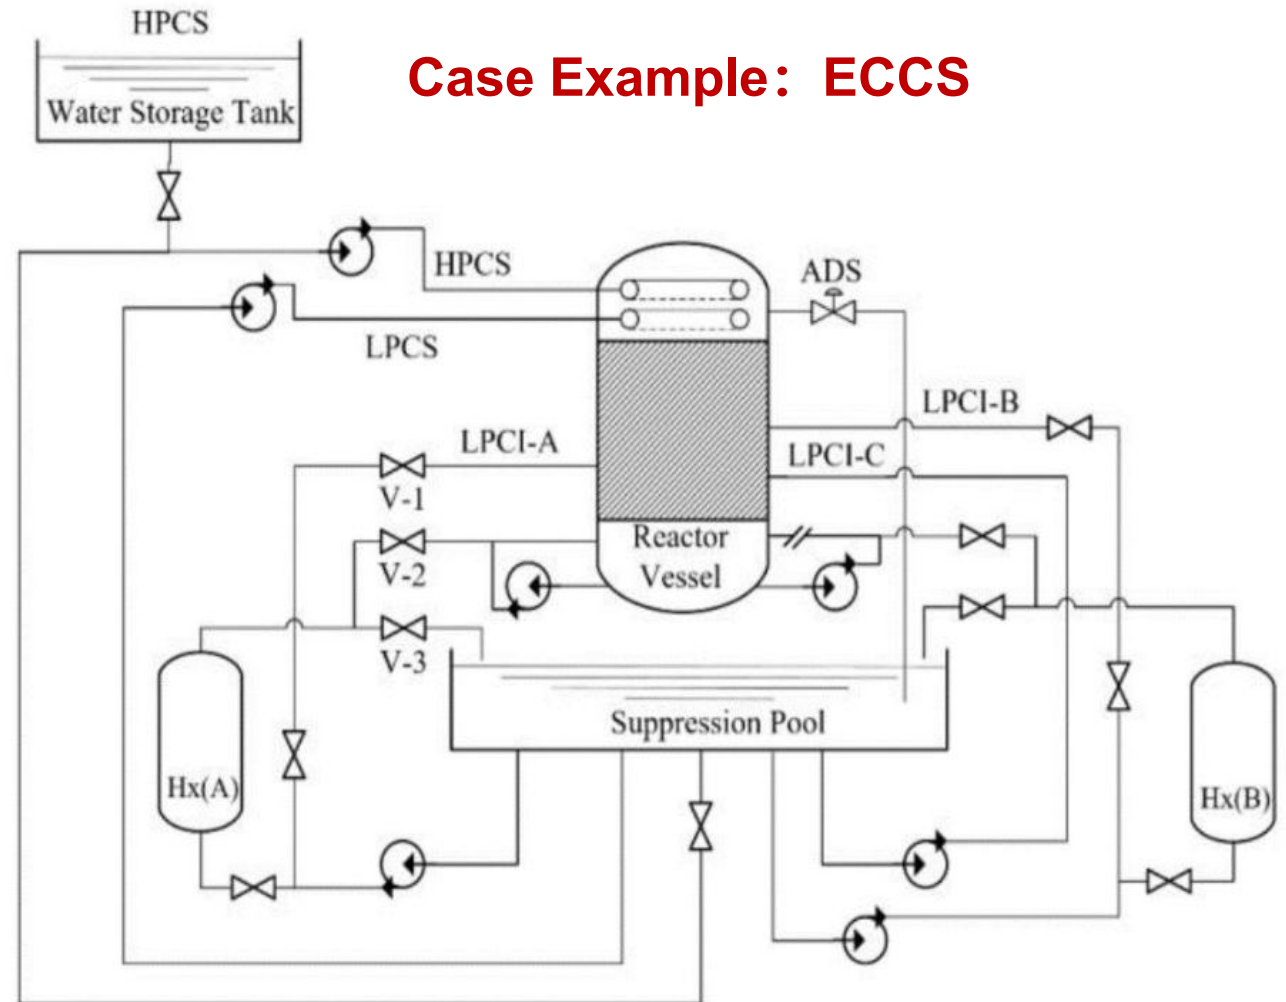 HPCS
Case Example: ECCS
Water Storage Tank
HPCS
ADS
LPCS
LPCI-B
LPCI-A
LPCI-C
V-1
Reactor
Vessel
V-2
V-3
Suppression Pool
Hx(A)
Hx(B)